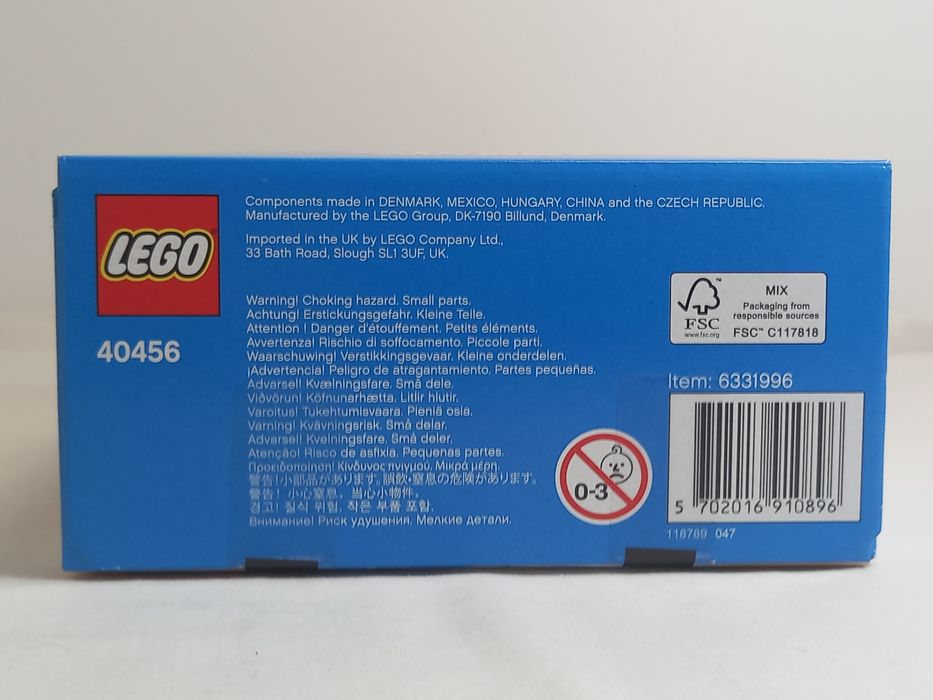 LEGO
40456
Components made in DENMARK, MEXICO, HUNGARY, CHINA and the CZECH REPUBLIC.
Manufactured by the LEGO Group, DK-7190 Billund, Denmark.
Imported in the UK by LEGO Company Ltd.,
33 Bath Road, Slough SL1 3UF, UK.
Warning! Choking hazard. Small parts.
Achtung! Erstickungsgefahr. Kleine Teile.
Attention ! Danger d'étouffement. Petits éléments.
Avvertenza! Rischio di soffocamento. Piccole parti.
Waarschuwing! Verstikkingsgevaar. Kleine onderdelen.
¡Advertencia! Peligro de atragantamiento. Partes pequeñas.
Advarsel! Kvælningsfare. Små dele.
Viðvörun! Köfnunarhætta. Litlir hlutir.
Varoitus! Tukehtumisvaara. Pieniä osia.
Varning! Kvävningsrisk. Små delar.
Advarsel! Kvelningsfare. Små deler.
Atenção! Risco de asfixia. Pequenas partes.
Προειδοποίηση! Κίνδυνος πνιγμού. Μικρά μέρη.
警告!小部品があります。誤飲・窒息の危険があります。
警告! 小心窒息。当心小物件。
경고! 질식 위험. 작은 부품 포함.
Внимание! Риск удушения. Мелкие детали.
0-3
FSC
www.fsc.org
MIX
Packaging from
responsible sources
FSC™ C117818
Item: 6331996
5 702016 910896
118789 047